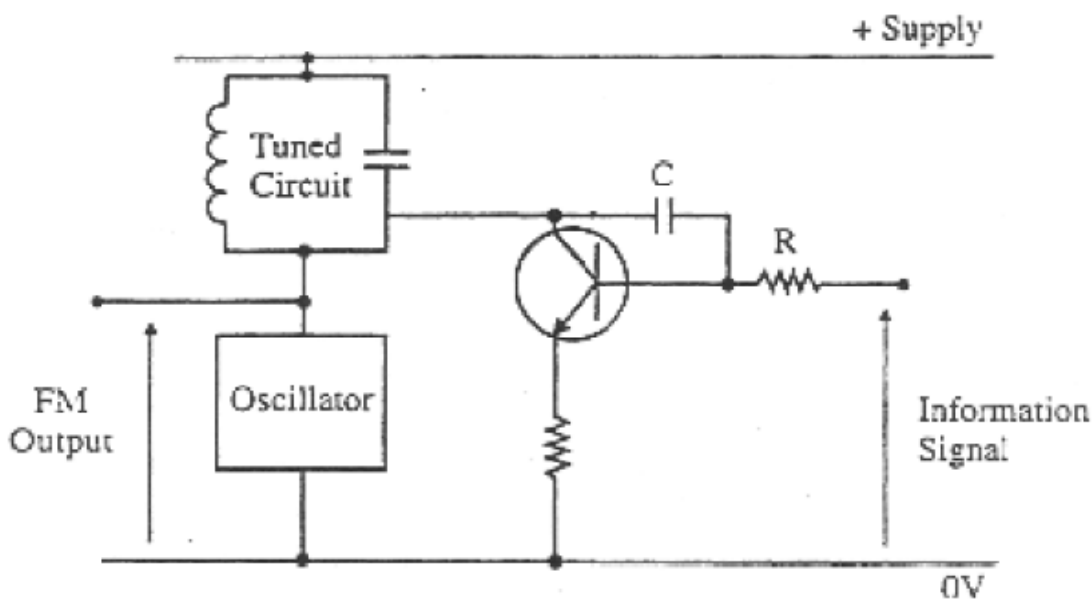 + Supply
Tuned
Circuit
C
R
Oscillator
FM
Output
Information
Signal
0V